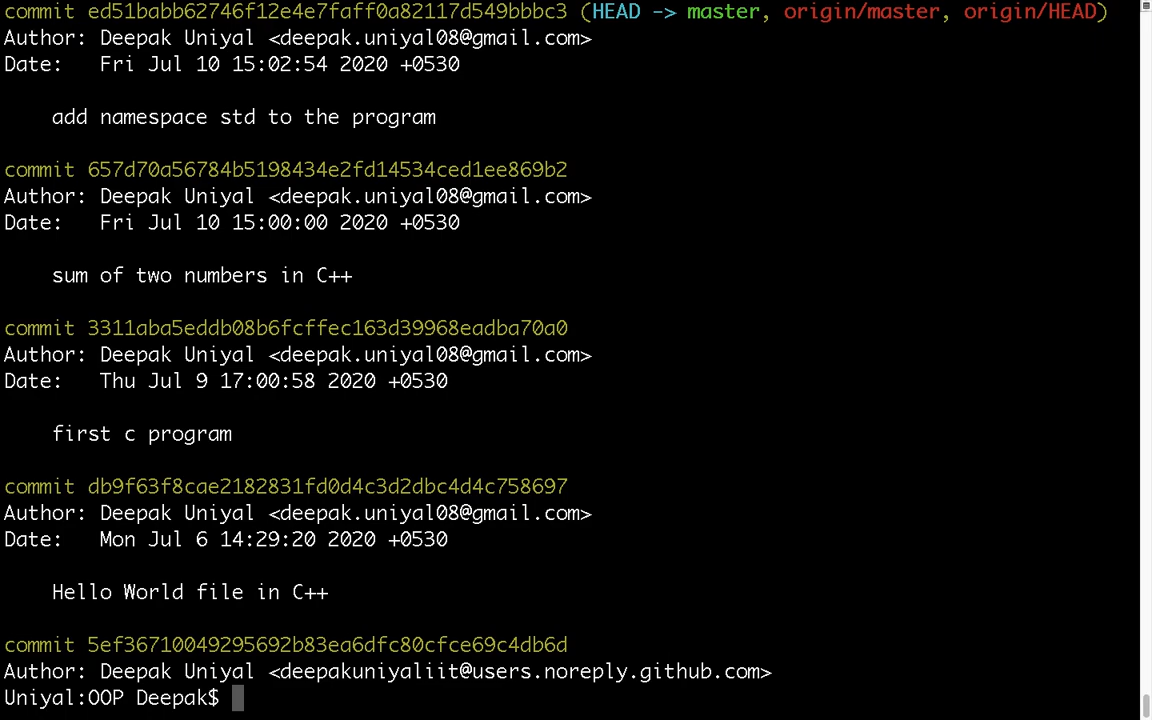 commit ed51babb62746f12e4e7faff0a82117d549bbbc3 (HEAD -> master, origin/master, origin/HEAD)
Author: Deepak Uniyal <deepak.uniyal08@gmail.com>
Date:   Fri Jul 10 15:02:54 2020 +0530
    add namespace std to the program
commit 657d70a56784b5198434e2fd14534ced1ee869b2
Author: Deepak Uniyal <deepak.uniyal08@gmail.com>
Date:   Fri Jul 10 15:00:00 2020 +0530
    sum of two numbers in C++
commit 3311aba5eddb08b6fcffec163d39968eadba70a0
Author: Deepak Uniyal <deepak.uniyal08@gmail.com>
Date:   Thu Jul 9 17:00:58 2020 +0530
    first c program
commit db9f63f8cae2182831fd0d4c3d2dbc4d4c758697
Author: Deepak Uniyal <deepak.uniyal08@gmail.com>
Date:   Mon Jul 6 14:29:20 2020 +0530
    Hello World file in C++
commit 5ef36710049295692b83ea6dfc80cfce69c4db6d
Author: Deepak Uniyal <deepakuniyaliit@users.noreply.github.com>
Uniyal:OOP Deepak$